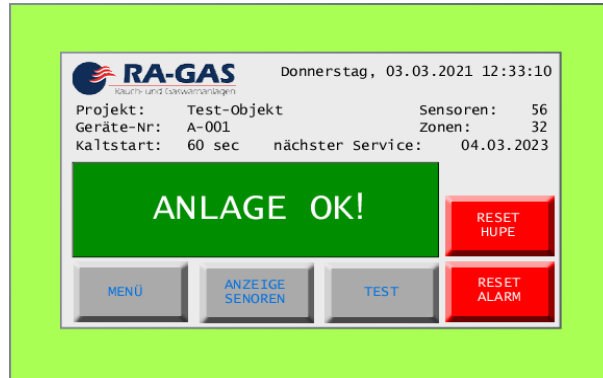 RA-GAS
Rauch- und Gaswarnanlagen
Donnerstag, 03.03.2021 12:33:10
Projekt: Test-Objekt Sensoren: 56
Geräte-Nr: A-001 Zonen: 32
Kaltstart: 60 sec nächster Service: 04.03.2023
ANLAGE OK!
RESET
HUPE
MENÜ
ANZEIGE
SENOREN
TEST
RESET
ALARM